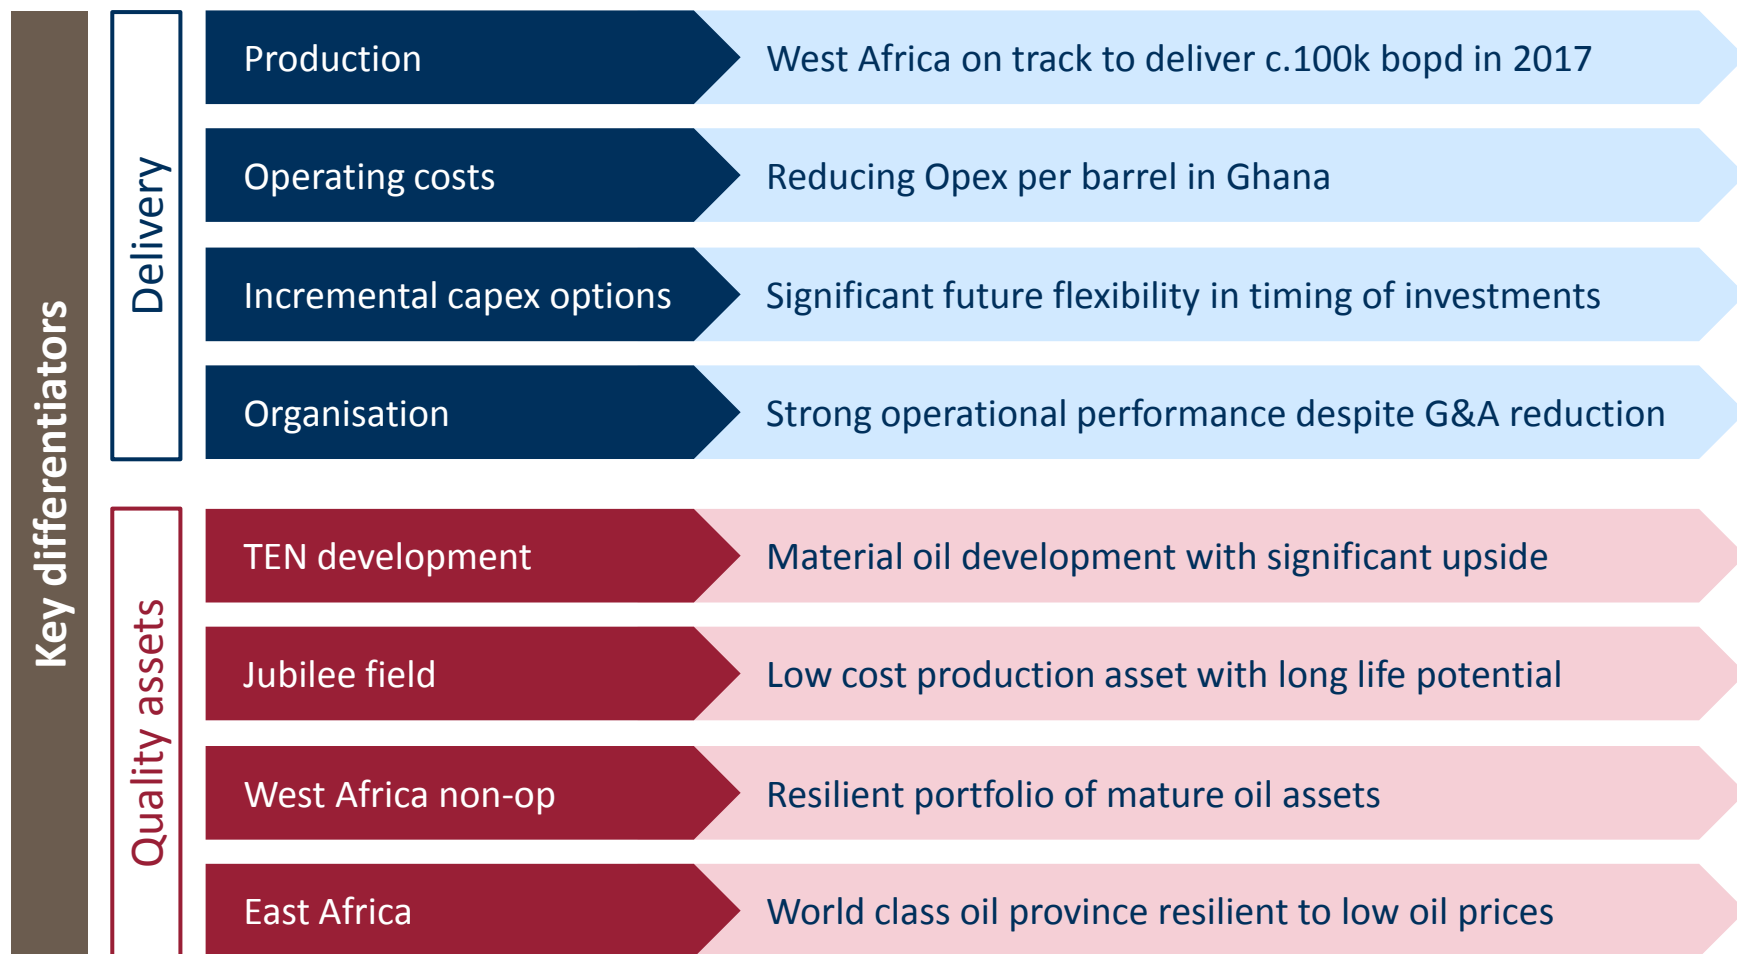 Key differentiators
Delivery
Production
West Africa on track to deliver c.100k bopd in 2017
Operating costs
Reducing Opex per barrel in Ghana
Incremental capex options
Significant future flexibility in timing of investments
Organisation
Strong operational performance despite G&A reduction
Quality assets
TEN development
Material oil development with significant upside
Jubilee field
Low cost production asset with long life potential
West Africa non-op
Resilient portfolio of mature oil assets
East Africa
World class oil province resilient to low oil prices